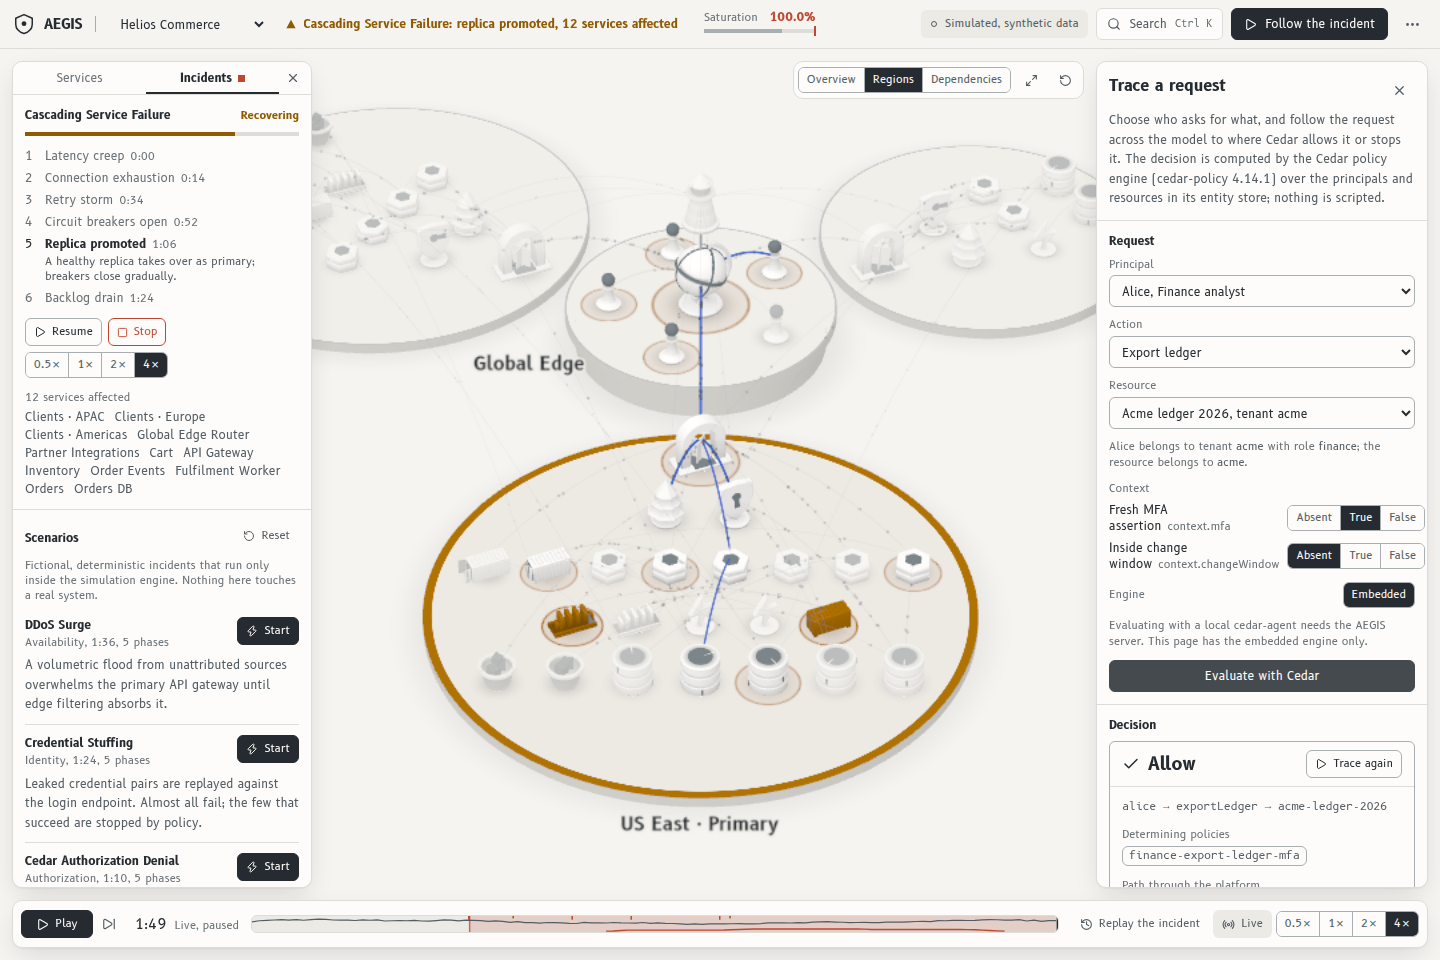 AEGIS
Helios Commerce
Cascading Service Failure: replica promoted, 12 services affected
Saturation 100.0%
Simulated, synthetic data
Search Ctrl K
Follow the incident
Services
Incidents
Cascading Service Failure
Recovering
1 Latency creep 0:00
2 Connection exhaustion 0:14
3 Retry storm 0:34
4 Circuit breakers open 0:52
5 Replica promoted 1:06
A healthy replica takes over as primary;
breakers close gradually.
6 Backlog drain 1:24
Resume
Stop
0.5× 1× 2× 4×
12 services affected
Clients · APAC Clients · Europe
Clients · Americas Global Edge Router
Partner Integrations Cart API Gateway
Inventory Order Events Fulfilment Worker
Orders Orders DB
Scenarios
Reset
Fictional, deterministic incidents that run only
inside the simulation engine. Nothing here touches
a real system.
DDoS Surge
Availability, 1:36, 5 phases
Start
A volumetric flood from unattributed sources
overwhelms the primary API gateway until
edge filtering absorbs it.
Credential Stuffing
Identity, 1:24, 5 phases
Start
Leaked credential pairs are replayed against
the login endpoint. Almost all fail; the few that
succeed are stopped by policy.
Cedar Authorization Denial
Authorization, 1:10, 5 phases
Start
Overview Regions Dependencies
Global Edge
US East · Primary
Trace a request
Choose who asks for what, and follow the request
across the model to where Cedar allows it or stops
it. The decision is computed by the Cedar policy
engine (cedar-policy 4.14.1) over the principals and
resources in its entity store; nothing is scripted.
Request
Principal
Alice, Finance analyst
Action
Export ledger
Resource
Acme ledger 2026, tenant acme
Alice belongs to tenant acme with role finance; the
resource belongs to acme.
Context
Fresh MFA
assertion context.mfa
Absent True False
Inside change
window context.changeWindow
Absent True False
Engine
Embedded
Evaluating with a local cedar-agent needs the AEGIS
server. This page has the embedded engine only.
Evaluate with Cedar
Decision
Allow
Trace again
alice → exportLedger → acme-ledger-2026
Determining policies
finance-export-ledger-mfa
Path through the platform
Play
1:49 Live, paused
Replay the incident
Live
0.5× 1× 2× 4×